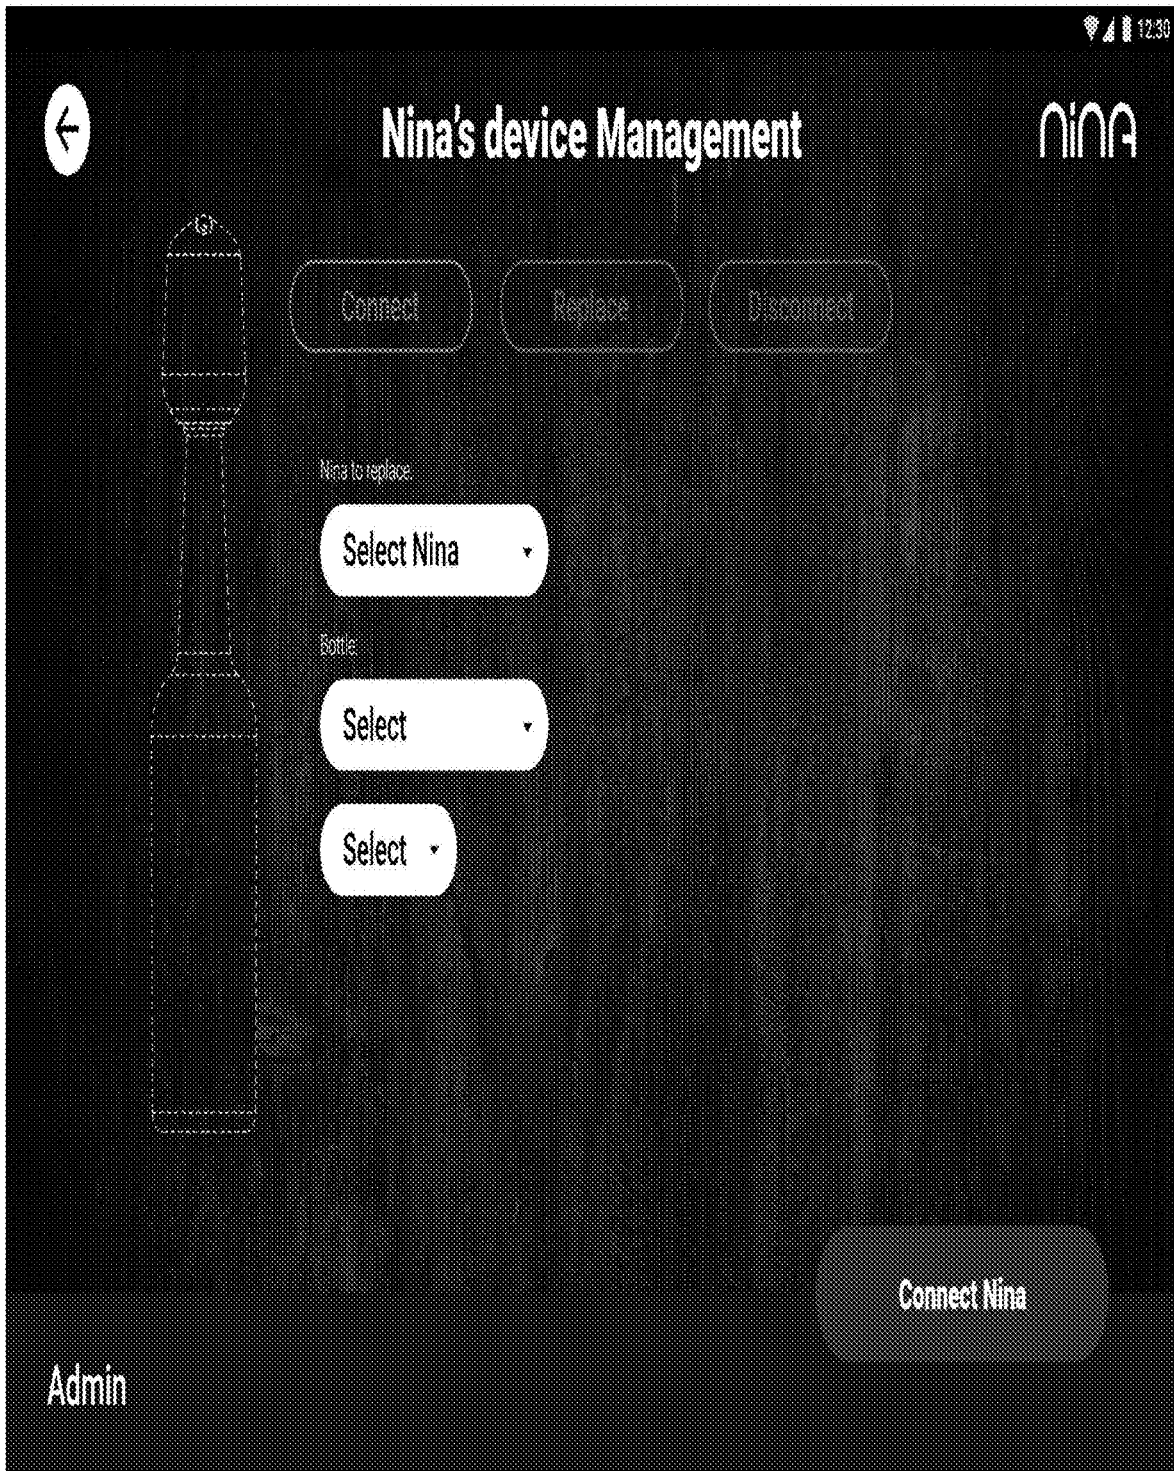 12:30
Nina's device Management
nina
Connect
Replace
Disconnect
Nina to replace:
Select Nina
Bottle:
Select
Select
Connect Nina
Admin